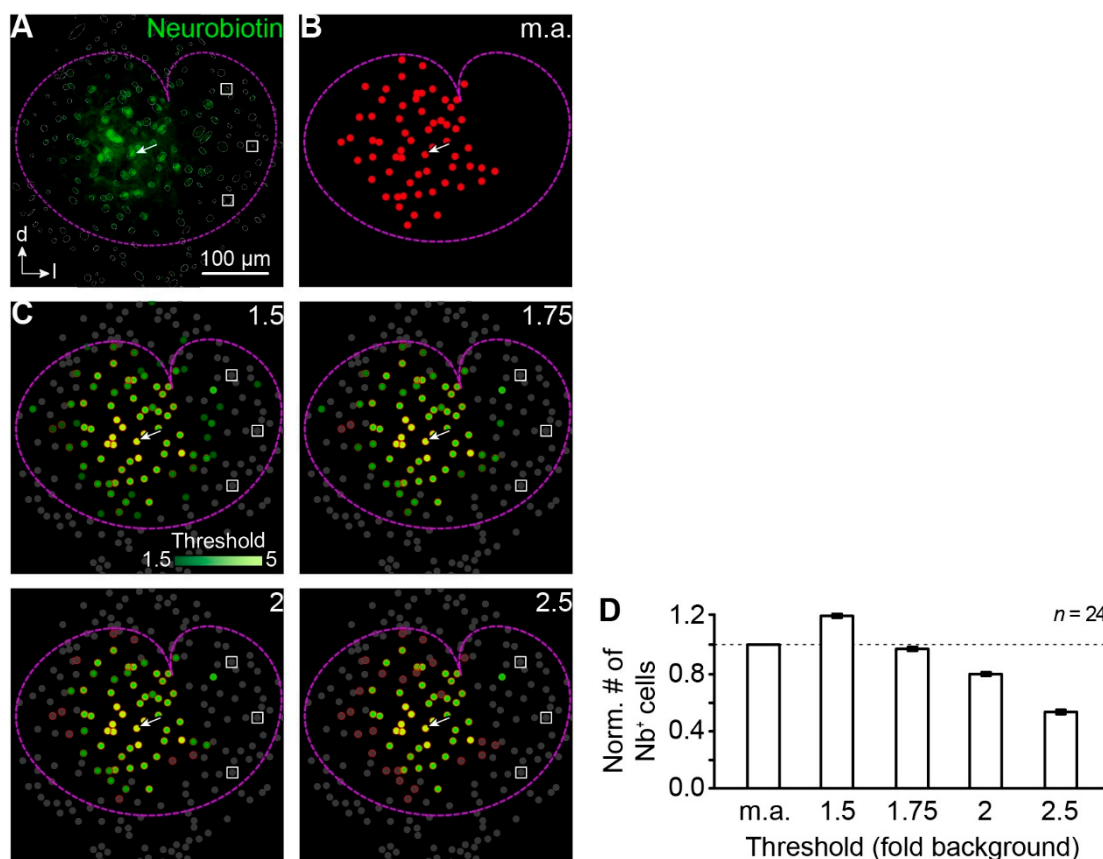 A Neurobiotin
d
l
100 µm
B m.a.
C 1.5
Threshold
1.5 5
1.75
2
2.5
D
n = 24
Norm. # of
Nb⁺ cells
1.2
0.8
0.4
0.0
m.a. 1.5 1.75 2 2.5
Threshold (fold background)